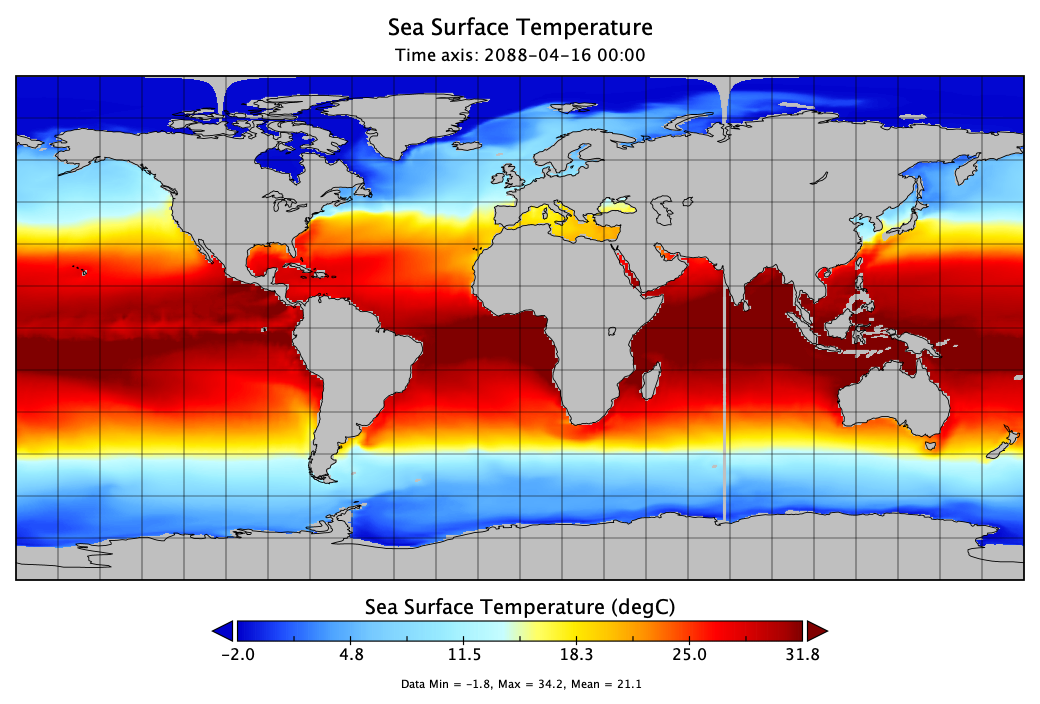 Sea Surface Temperature
Time axis: 2088-04-16 00:00
Sea Surface Temperature (degC)
−2.0 4.8 11.5 18.3 25.0 31.8
Data Min = -1.8, Max = 34.2, Mean = 21.1